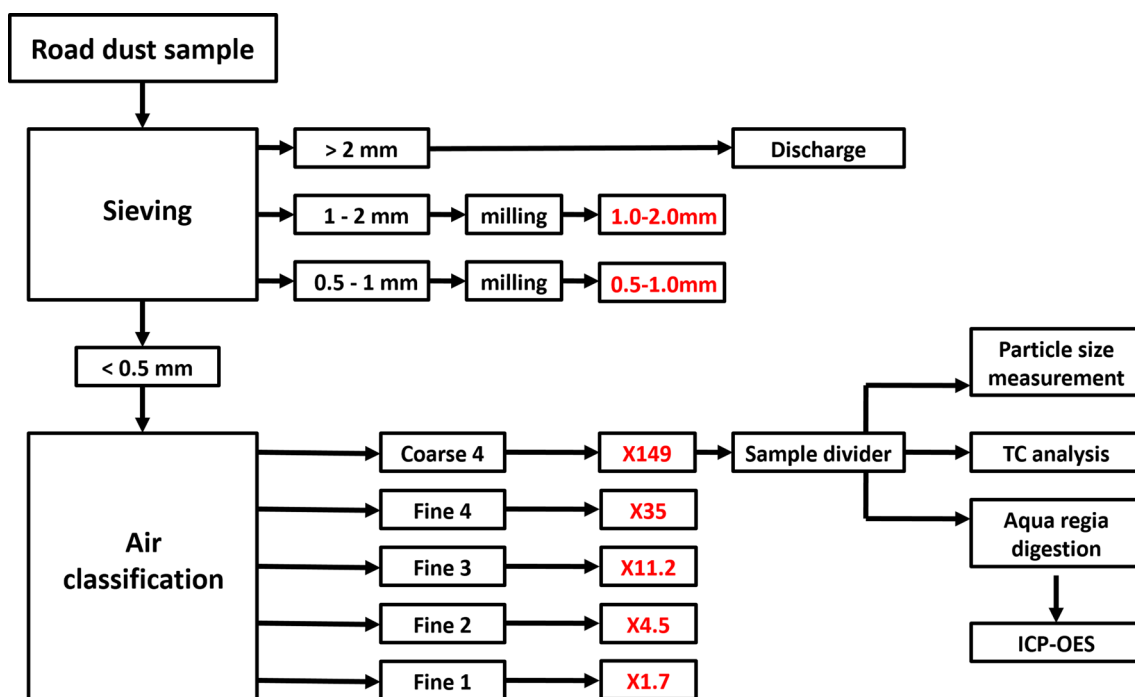 Road dust sample
Sieving
> 2 mm
Discharge
1 - 2 mm
milling
1.0-2.0mm
0.5 - 1 mm
milling
0.5-1.0mm
< 0.5 mm
Air
classification
Coarse 4
X149
Sample divider
Particle size
measurement
TC analysis
Aqua regia
digestion
ICP-OES
Fine 4
X35
Fine 3
X11.2
Fine 2
X4.5
Fine 1
X1.7